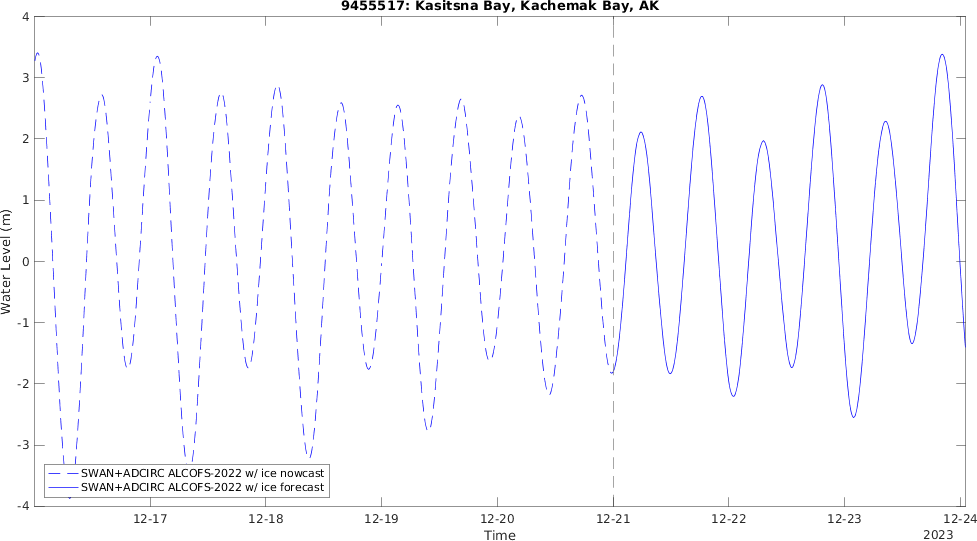 9455517: Kasitsna Bay, Kachemak Bay, AK
4
3
2
1
0
-1
-2
-3
-4
Water Level (m)
SWAN+ADCIRC ALCOFS-2022 w/ ice nowcast
SWAN+ADCIRC ALCOFS-2022 w/ ice forecast
12-17 12-18 12-19 12-20 12-21 12-22 12-23 12-24
Time
2023